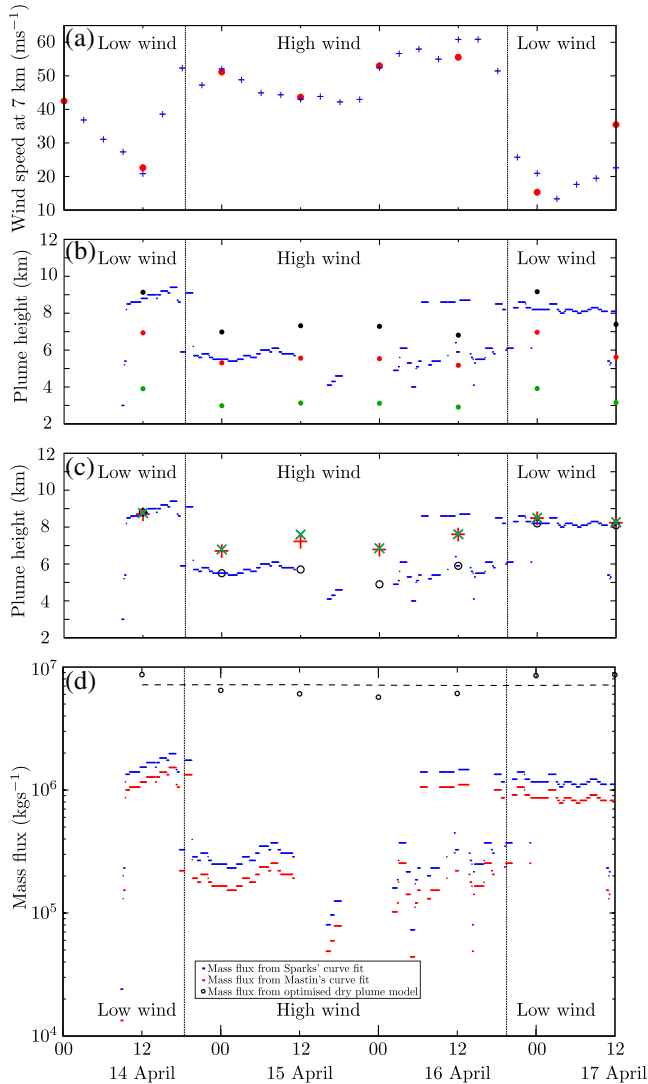 (a)
Low wind
High wind
Low wind
Wind speed at 7 km (ms⁻¹)
60
50
40
30
20
10
(b)
Low wind
High wind
Low wind
Plume height (km)
12
10
8
6
4
2
(c)
Low wind
High wind
Low wind
Plume height (km)
12
10
8
6
4
2
(d)
Mass flux (kgs⁻¹)
10⁷
10⁶
10⁵
10⁴
Mass flux from Sparks' curve fit
Mass flux from Mastin's curve fit
Mass flux from optimised dry plume model
Low wind
High wind
Low wind
00 12 00 12 00 12 00 12
14 April 15 April 16 April 17 April